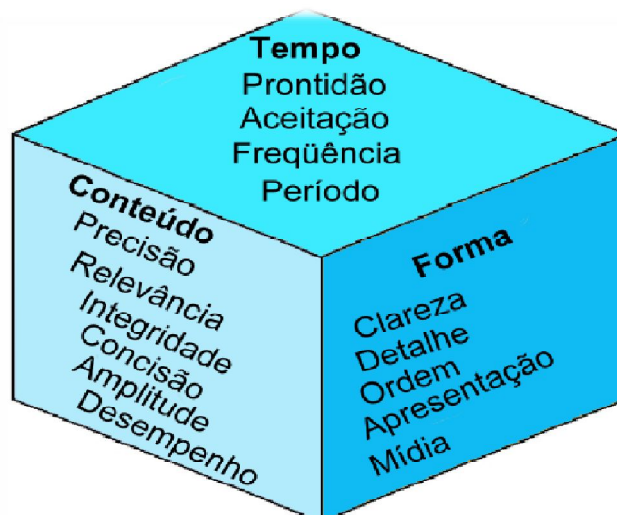 Tempo
Prontidão
Aceitação
Freqüência
Período
Conteúdo
Precisão
Relevância
Integridade
Concisão
Amplitude
Desempenho
Forma
Clareza
Detalhe
Ordem
Apresentação
Mídia